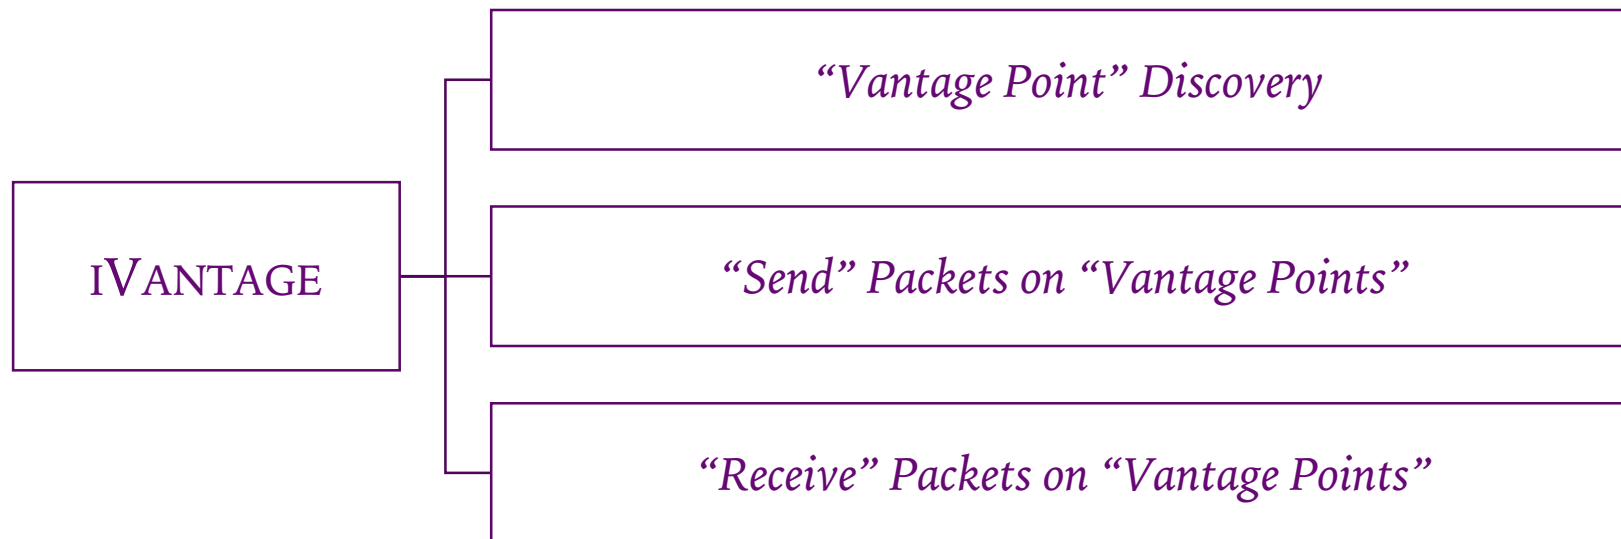 “Vantage Point” Discovery
iVANTAGE
“Send” Packets on “Vantage Points”
“Receive” Packets on “Vantage Points”